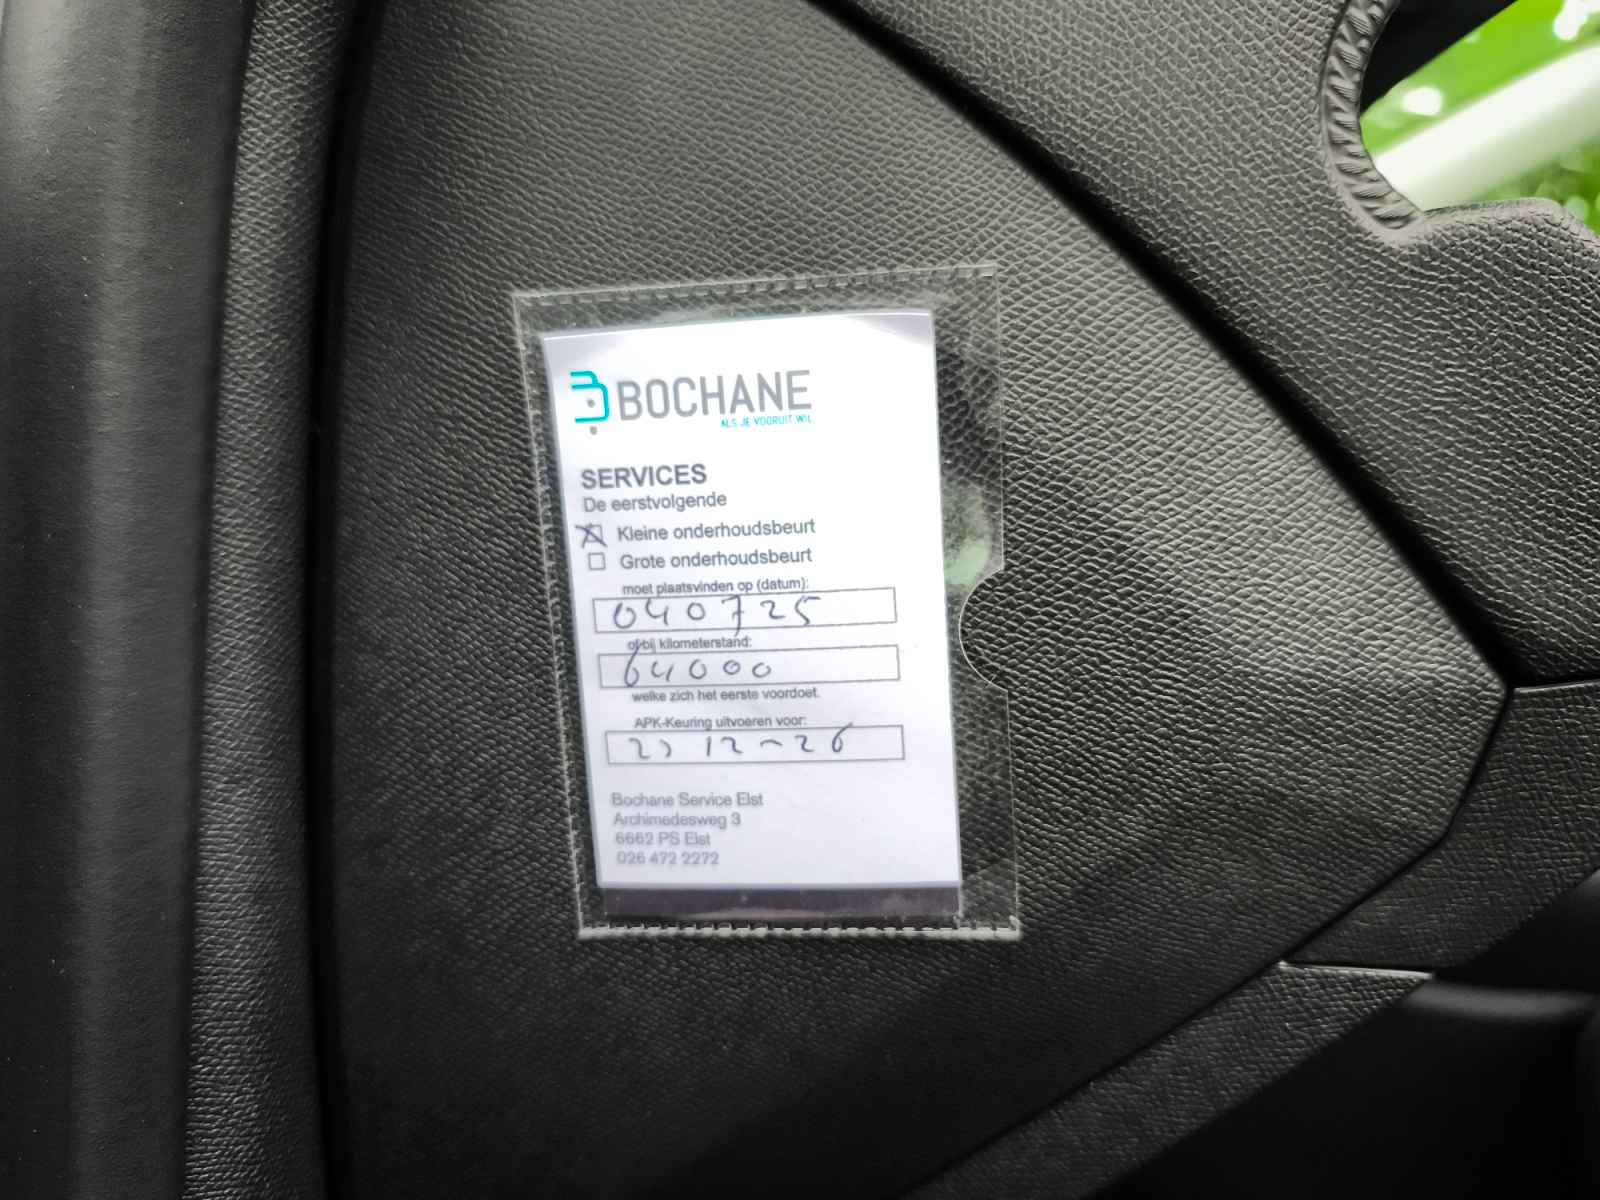 BOCHANE
ALS JE VOORUIT WIL
SERVICES
De eerstvolgende
Kleine onderhoudsbeurt
Grote onderhoudsbeurt
moet plaatsvinden op (datum):
040725
of bij kilometerstand:
64000
welke zich het eerste voordoet.
APK-Keuring uitvoeren voor:
12-26
Bochane Service Elst
Archimedesweg 3
6662 PS Elst
026 472 2272